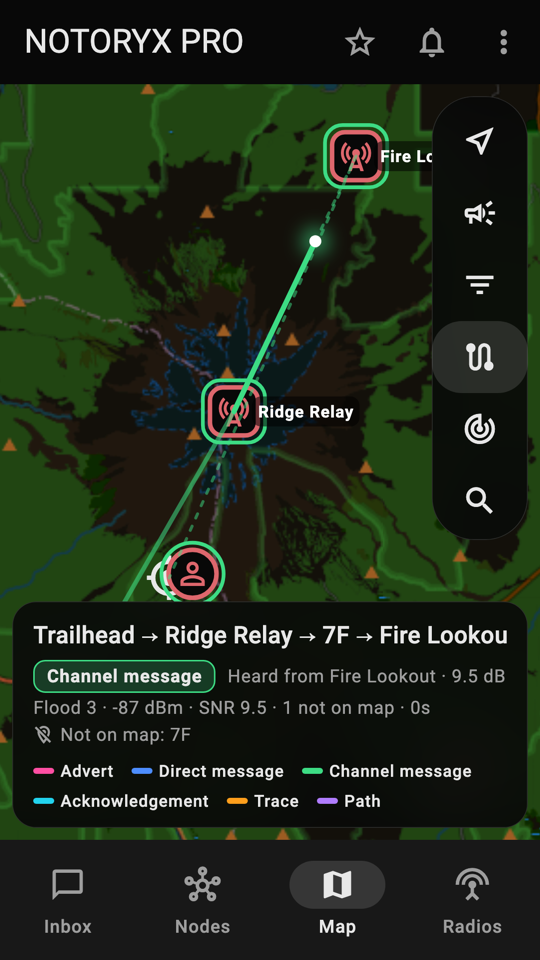 NOTORYX PRO
Fire Lo
Ridge Relay
Trailhead → Ridge Relay → 7F → Fire Lookou
Channel message Heard from Fire Lookout · 9.5 dB
Flood 3 · -87 dBm · SNR 9.5 · 1 not on map · 0s
Not on map: 7F
Advert Direct message Channel message
Acknowledgement Trace Path
Inbox Nodes Map Radios